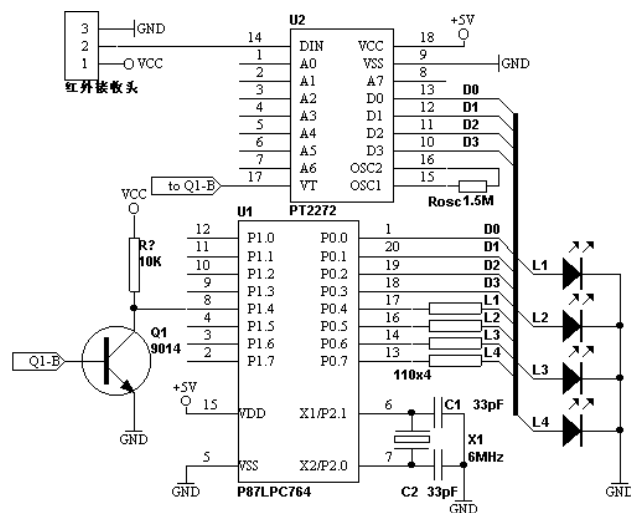 U2
+5V
3
GND
2
14
DIN
VCC
18
1
VCC
红外接收头
1
A0
VSS
9
GND
2
A1
A7
8
3
A2
D0
13
D0
4
A3
D1
12
D1
5
A4
D2
11
D2
6
A5
D3
10
D3
7
A6
OSC2
16
to Q1-B
17
VT
OSC1
15
Rosc 1.5M
PT2272
VCC
U1
R?
10K
12
P1.0
P0.0
1
D0
11
P1.1
P0.1
20
D1
10
P1.2
P0.2
19
D2
9
P1.3
P0.3
18
D3
8
P1.4
P0.4
17
L1
4
P1.5
P0.5
16
L2
3
P1.6
P0.6
14
L3
2
P1.7
P0.7
13
L4
110x4
Q1
9014
Q1-B
GND
+5V
15
VDD
X1/P2.1
6
C1 33pF
X1
6MHz
5
VSS
X2/P2.0
7
C2 33pF
GND
GND
P87LPC764
L1
L2
L3
L4
GND